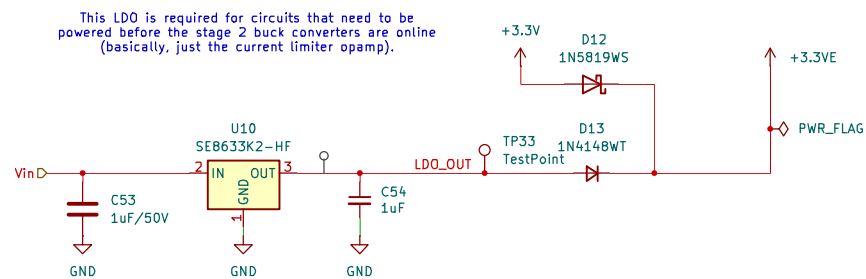 This LDO is required for circuits that need to be
powered before the stage 2 buck converters are online
(basically, just the current limiter opamp).
+3.3V
D12
1N5819WS
+3.3VE
PWR_FLAG
U10
SE8633K2-HF
TP33
TestPoint
D13
1N4148WT
Vin
2
IN
OUT
3
GND
1
LDO_OUT
C53
1uF/50V
C54
1uF
GND
GND
GND